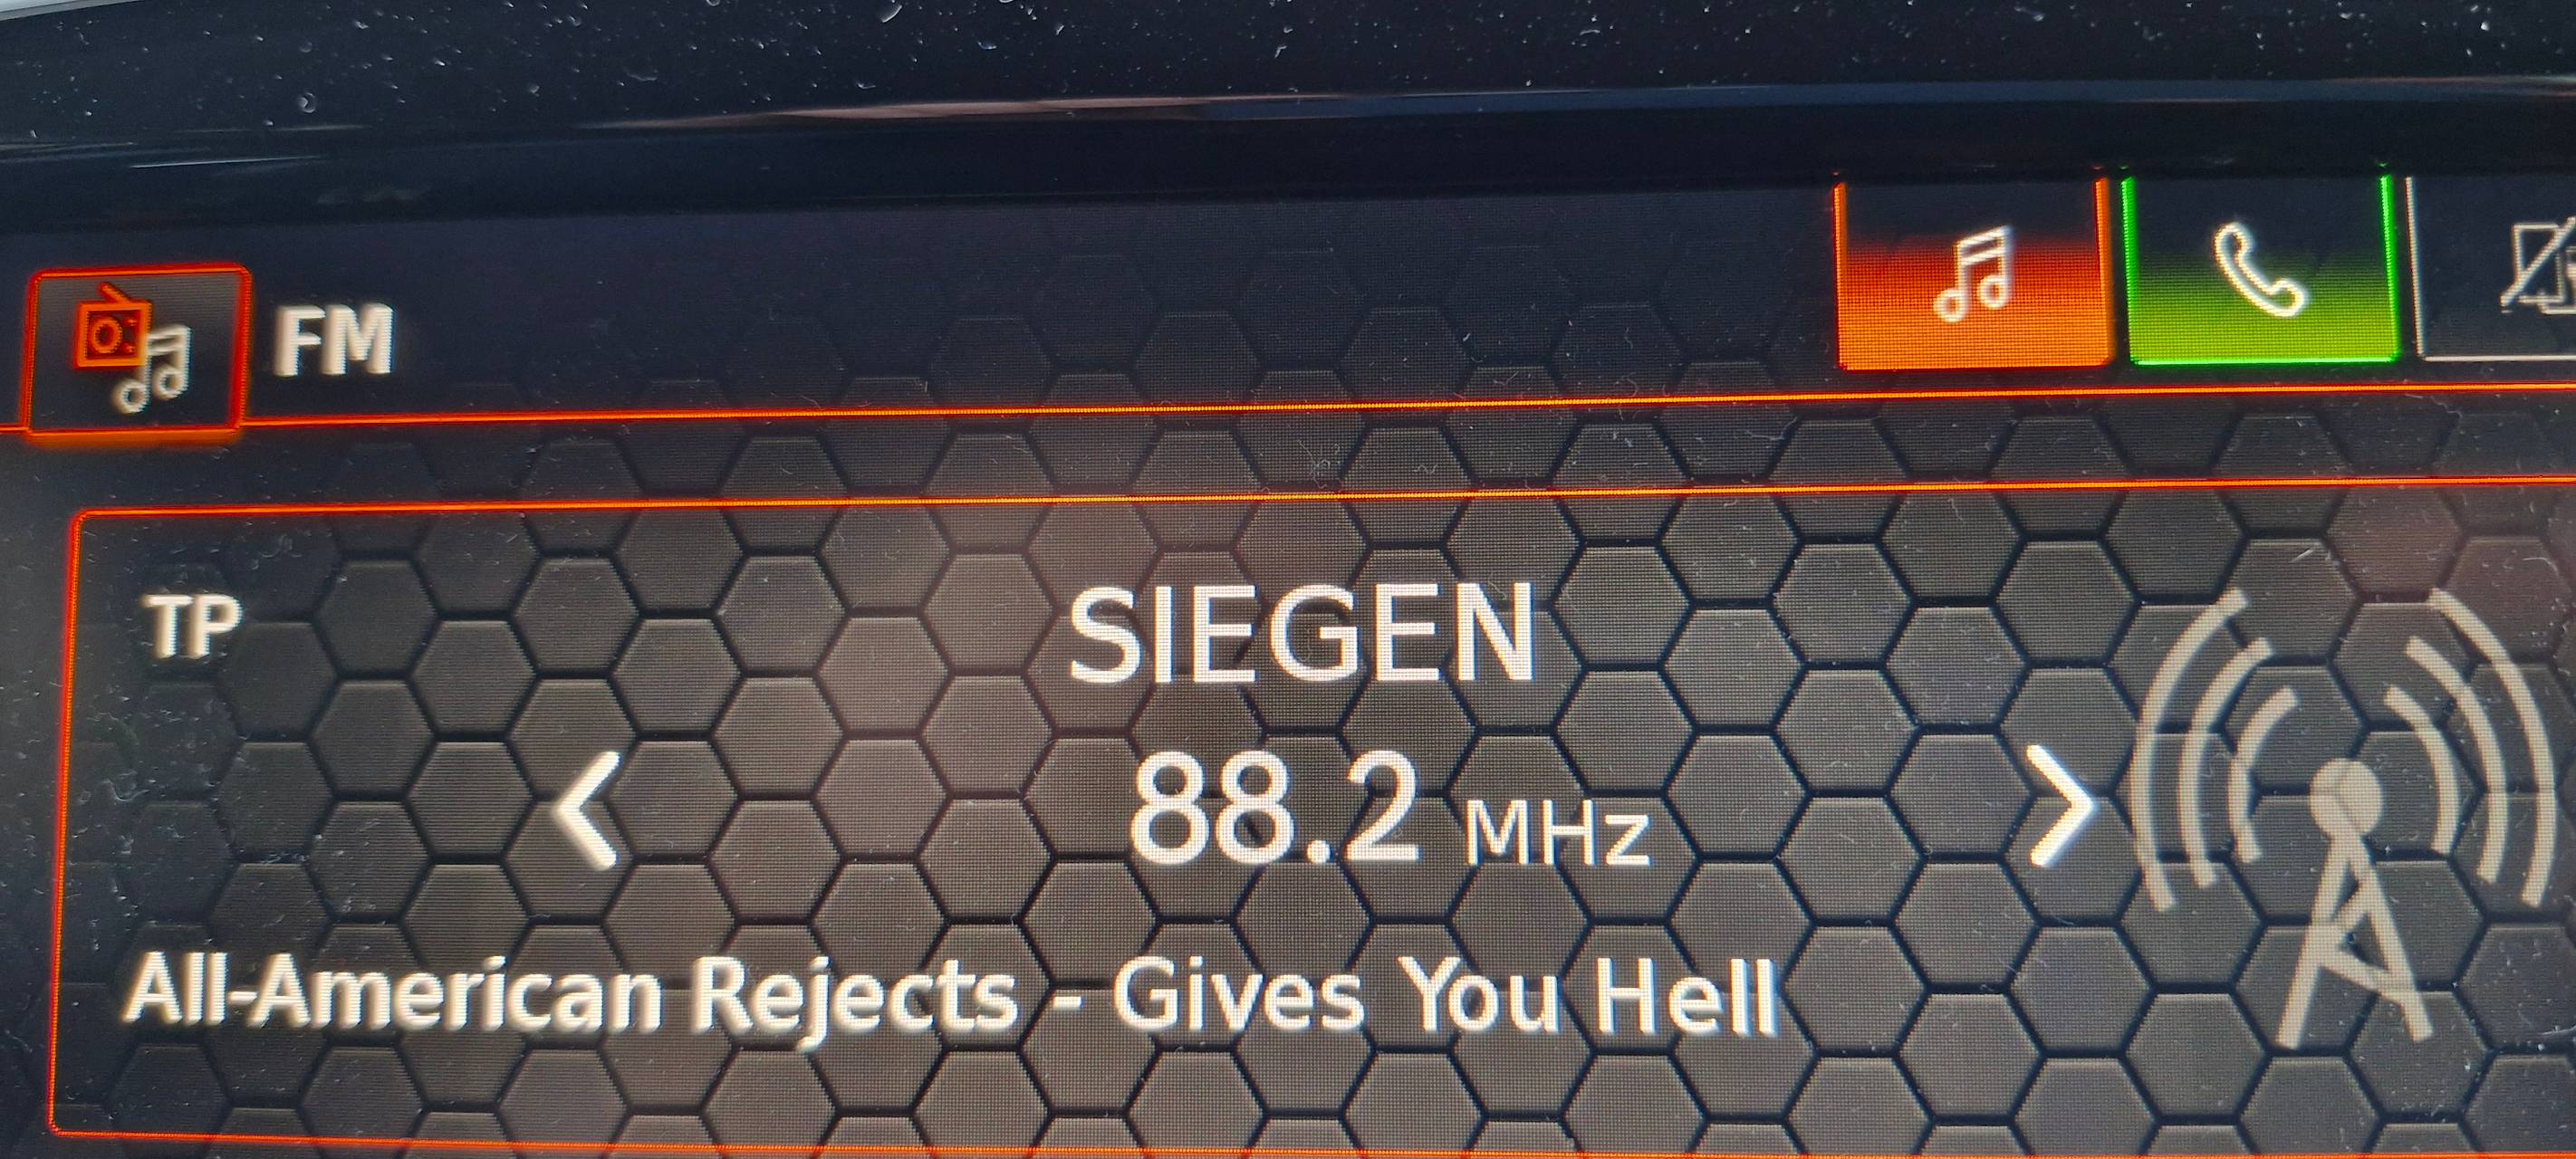 FM
TP
SIEGEN
88.2 MHz
All-American Rejects - Gives You Hell